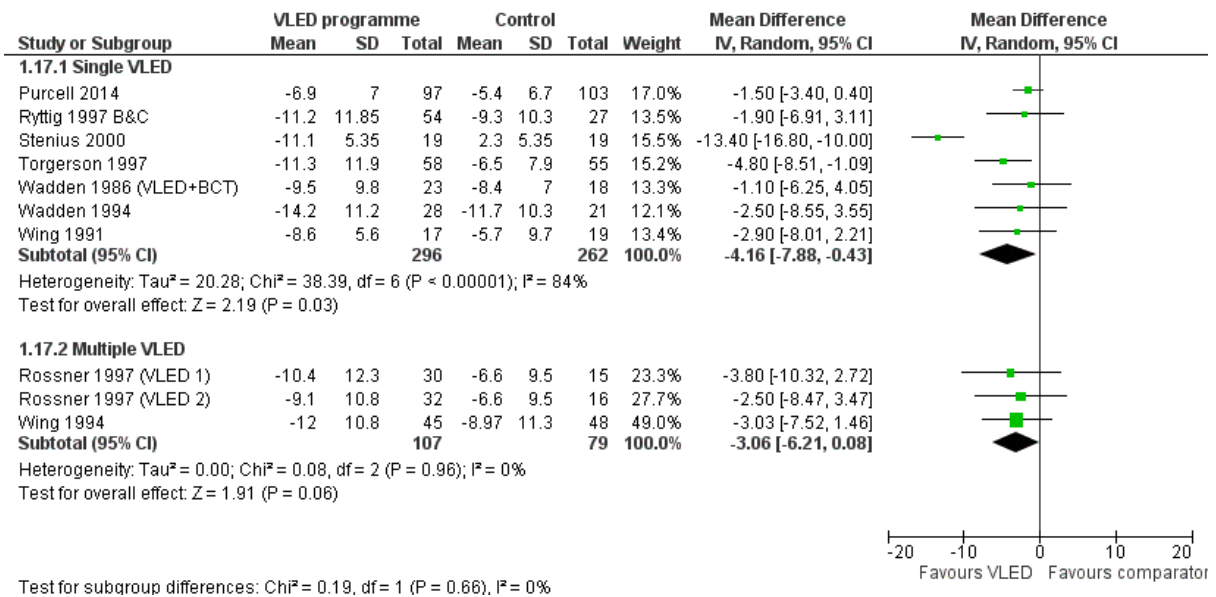 VLED programme Control Mean Difference Mean Difference
Study or Subgroup Mean SD Total Mean SD Total Weight IV, Random, 95% CI IV, Random, 95% CI
1.17.1 Single VLED
Purcell 2014 -6.9 7 97 -5.4 6.7 103 17.0% -1.50 [-3.40, 0.40]
Ryttig 1997 B&C -11.2 11.85 54 -9.3 10.3 27 13.5% -1.90 [-6.91, 3.11]
Stenius 2000 -11.1 5.35 19 2.3 5.35 19 15.5% -13.40 [-16.80, -10.00]
Torgerson 1997 -11.3 11.9 58 -6.5 7.9 55 15.2% -4.80 [-8.51, -1.09]
Wadden 1986 (VLED+BCT) -9.5 9.8 23 -8.4 7 18 13.3% -1.10 [-6.25, 4.05]
Wadden 1994 -14.2 11.2 28 -11.7 10.3 21 12.1% -2.50 [-8.55, 3.55]
Wing 1991 -8.6 5.6 17 -5.7 9.7 19 13.4% -2.90 [-8.01, 2.21]
Subtotal (95% CI) 296 262 100.0% -4.16 [-7.88, -0.43]
Heterogeneity: Tau² = 20.28; Chi² = 38.39, df = 6 (P < 0.00001); I² = 84%
Test for overall effect: Z = 2.19 (P = 0.03)
1.17.2 Multiple VLED
Rossner 1997 (VLED 1) -10.4 12.3 30 -6.6 9.5 15 23.3% -3.80 [-10.32, 2.72]
Rossner 1997 (VLED 2) -9.1 10.8 32 -6.6 9.5 16 27.7% -2.50 [-8.47, 3.47]
Wing 1994 -12 10.8 45 -8.97 11.3 48 49.0% -3.03 [-7.52, 1.46]
Subtotal (95% CI) 107 79 100.0% -3.06 [-6.21, 0.08]
Heterogeneity: Tau² = 0.00; Chi² = 0.08, df = 2 (P = 0.96); I² = 0%
Test for overall effect: Z = 1.91 (P = 0.06)
-20 -10 0 10 20
Favours VLED Favours comparator
Test for subgroup differences: Chi² = 0.19, df = 1 (P = 0.66), I² = 0%